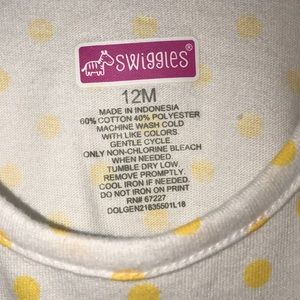 swiggles®
12M
MADE IN INDONESIA
60% COTTON 40% POLYESTER
MACHINE WASH COLD
WITH LIKE COLORS.
GENTLE CYCLE
ONLY NON-CHLORINE BLEACH
WHEN NEEDED.
TUMBLE DRY LOW.
REMOVE PROMPTLY.
COOL IRON IF NEEDED.
DO NOT IRON ON PRINT
RN# 67227
DOLGEN21835501L18